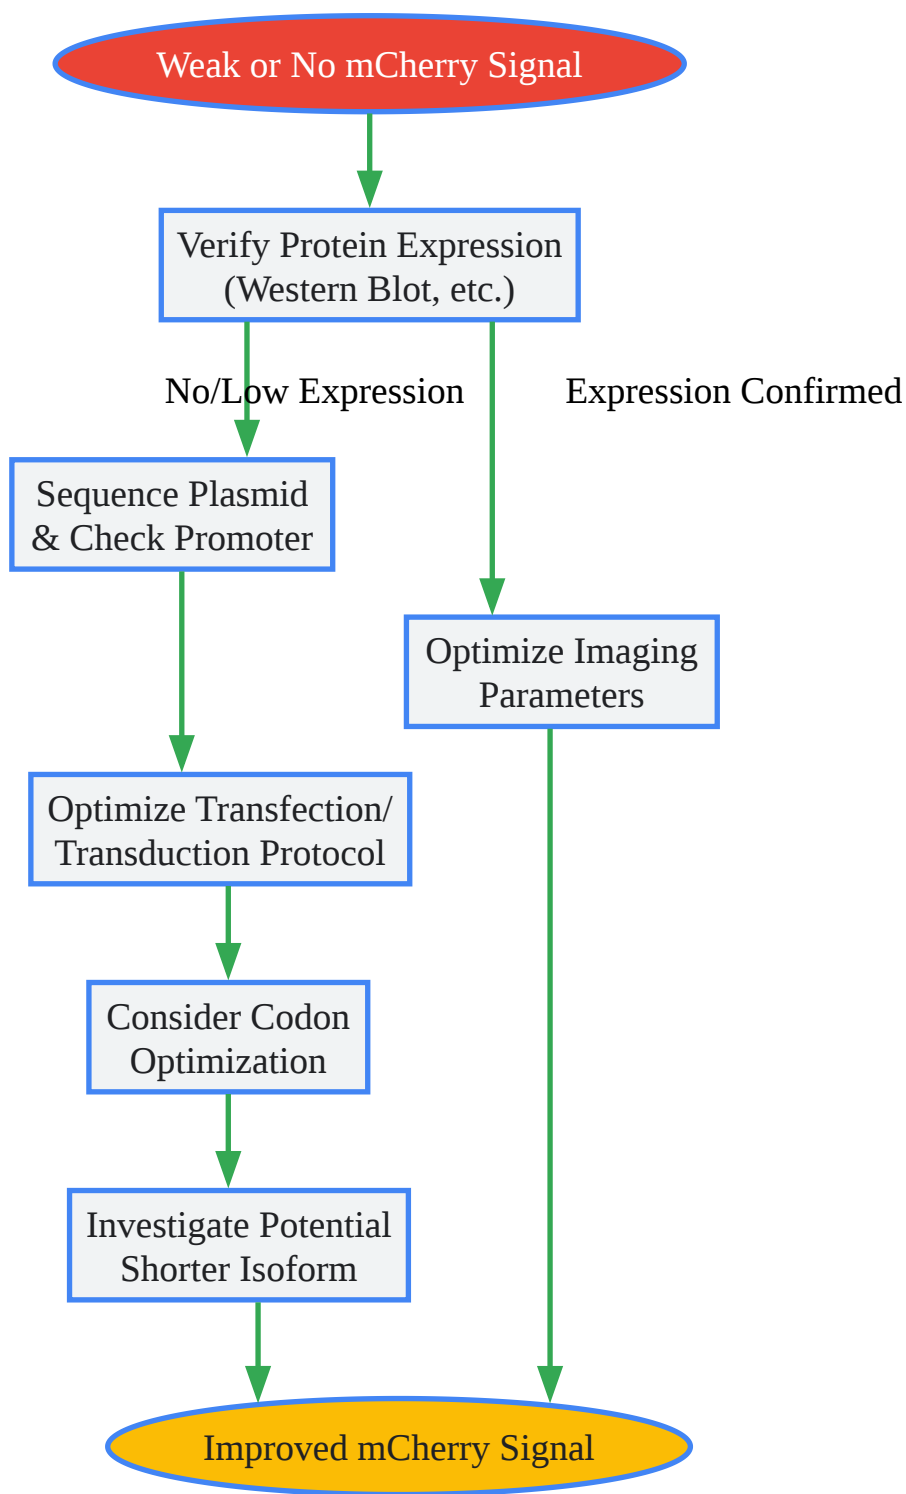 Weak or No mCherry Signal
Verify Protein Expression
(Western Blot, etc.)
No/Low Expression
Expression Confirmed
Sequence Plasmid
& Check Promoter
Optimize Imaging
Parameters
Optimize Transfection/
Transduction Protocol
Consider Codon
Optimization
Investigate Potential
Shorter Isoform
Improved mCherry Signal